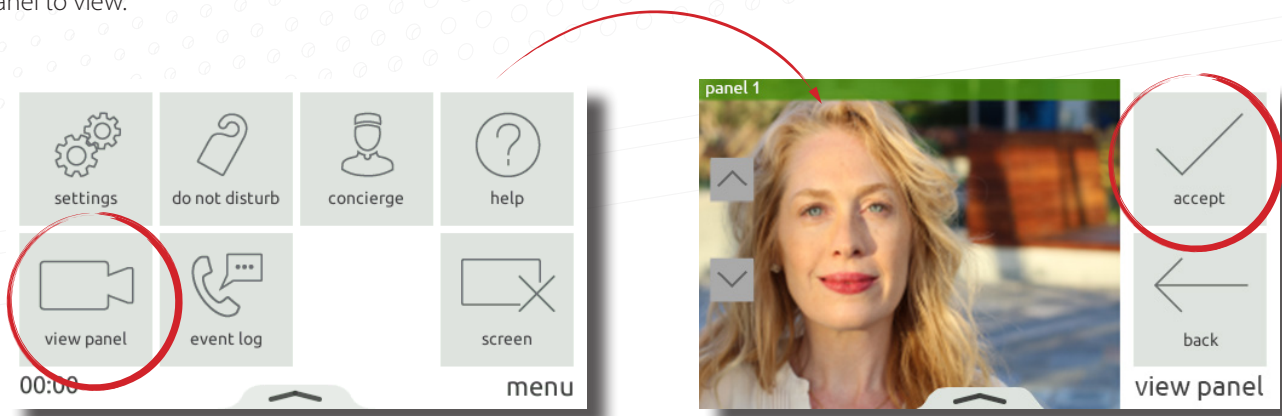 panel to view.
settings
do not disturb
concierge
help
view panel
event log
screen
00:00
menu
panel 1
accept
back
view panel